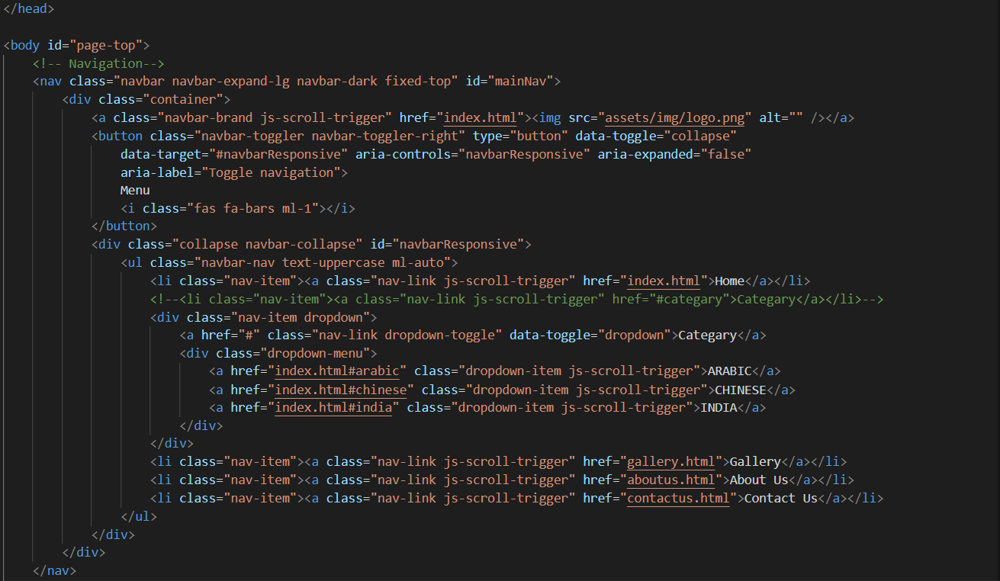 </head>
<body id="page-top">
<!-- Navigation-->
<nav class="navbar navbar-expand-lg navbar-dark fixed-top" id="mainNav">
<div class="container">
<a class="navbar-brand js-scroll-trigger" href="index.html"><img src="assets/img/logo.png" alt="" /></a>
<button class="navbar-toggler navbar-toggler-right" type="button" data-toggle="collapse"
data-target="#navbarResponsive" aria-controls="navbarResponsive" aria-expanded="false"
aria-label="Toggle navigation">
Menu
<i class="fas fa-bars ml-1"></i>
</button>
<div class="collapse navbar-collapse" id="navbarResponsive">
<ul class="navbar-nav text-uppercase ml-auto">
<li class="nav-item"><a class="nav-link js-scroll-trigger" href="index.html">Home</a></li>
<!--<li class="nav-item"><a class="nav-link js-scroll-trigger" href="#categary">Categary</a></li>-->
<div class="nav-item dropdown">
<a href="#" class="nav-link dropdown-toggle" data-toggle="dropdown">Categary</a>
<div class="dropdown-menu">
<a href="index.html#arabic" class="dropdown-item js-scroll-trigger">ARABIC</a>
<a href="index.html#chinese" class="dropdown-item js-scroll-trigger">CHINESE</a>
<a href="index.html#india" class="dropdown-item js-scroll-trigger">INDIA</a>
</div>
</div>
<li class="nav-item"><a class="nav-link js-scroll-trigger" href="gallery.html">Gallery</a></li>
<li class="nav-item"><a class="nav-link js-scroll-trigger" href="aboutus.html">About Us</a></li>
<li class="nav-item"><a class="nav-link js-scroll-trigger" href="contactus.html">Contact Us</a></li>
</ul>
</div>
</div>
</nav>